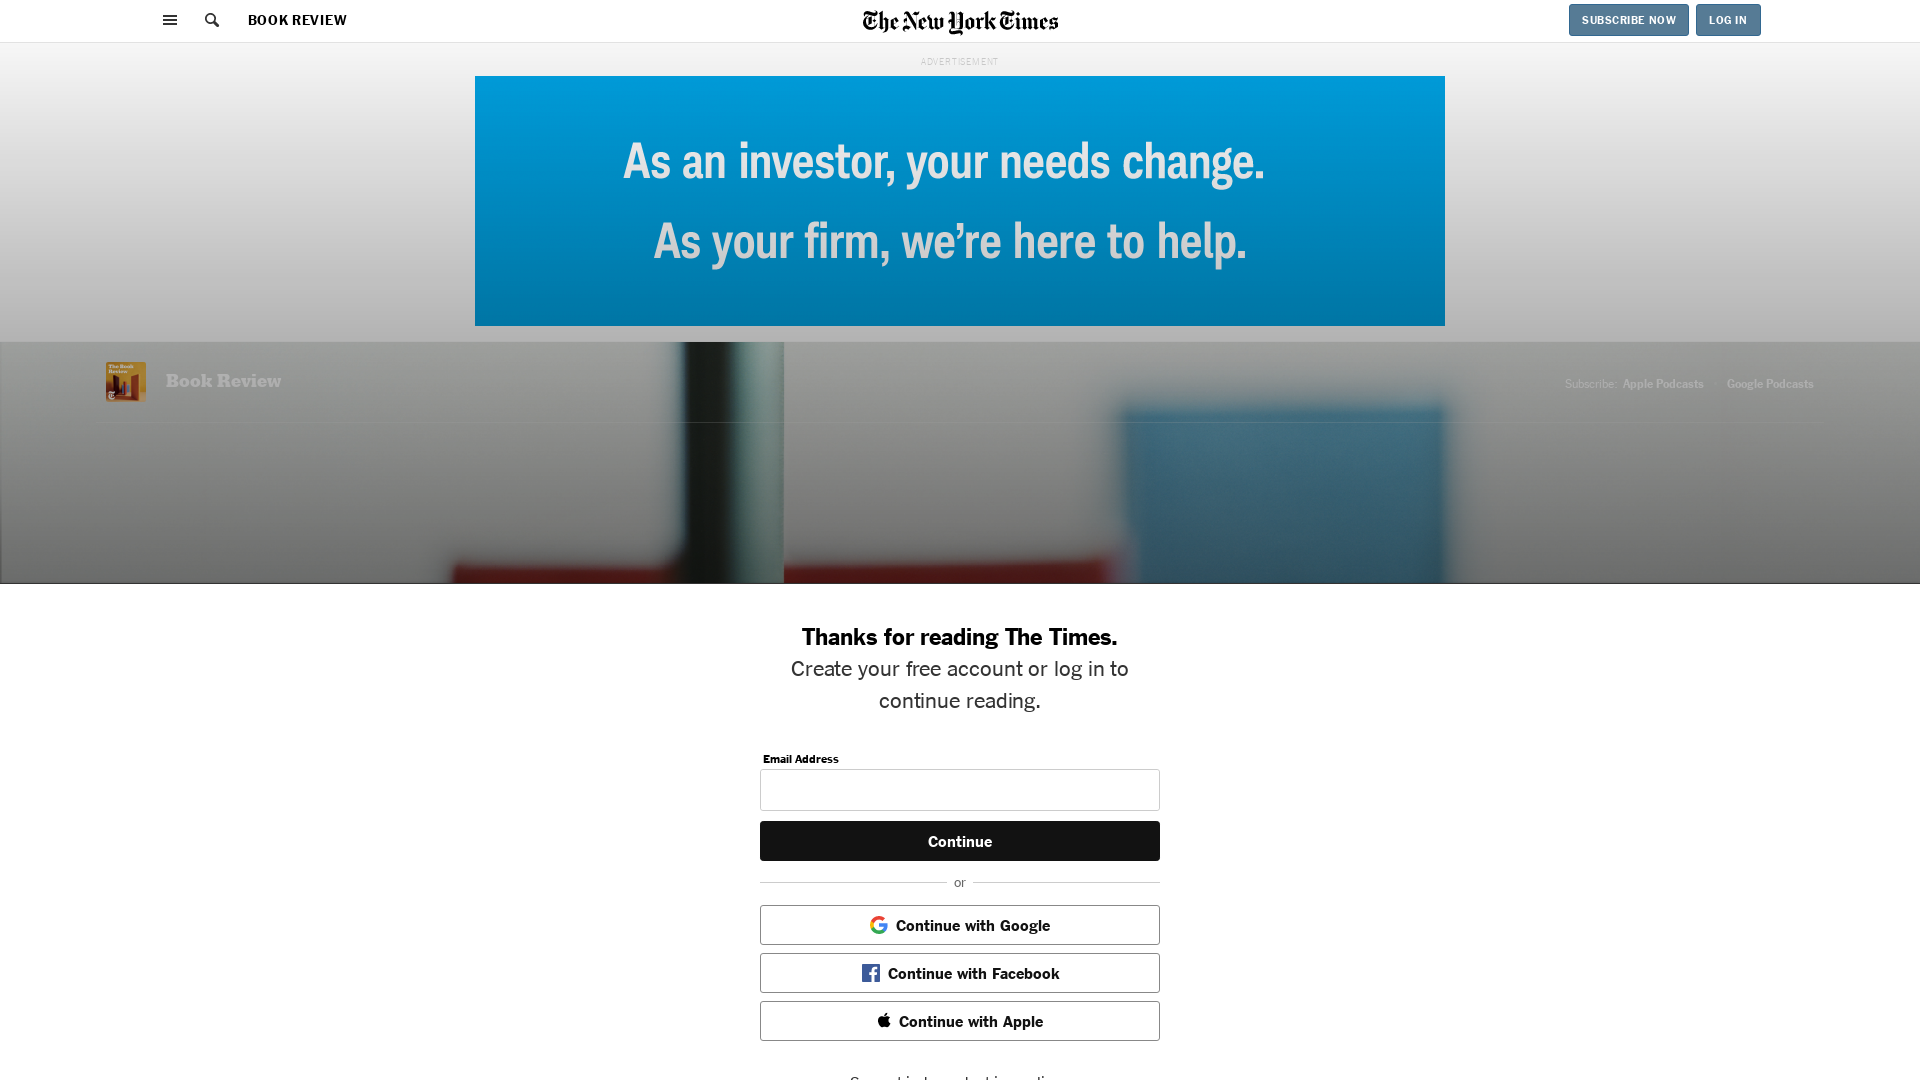 BOOK REVIEW
The New York Times
SUBSCRIBE NOW
LOG IN
ADVERTISEMENT
As an investor, your needs change.
As your firm, we’re here to help.
The Book
Review
Book Review
Subscribe: Apple Podcasts
Google Podcasts
Thanks for reading The Times.
Create your free account or log in to
continue reading.
Email Address
Continue
or
Continue with Google
Continue with Facebook
Continue with Apple